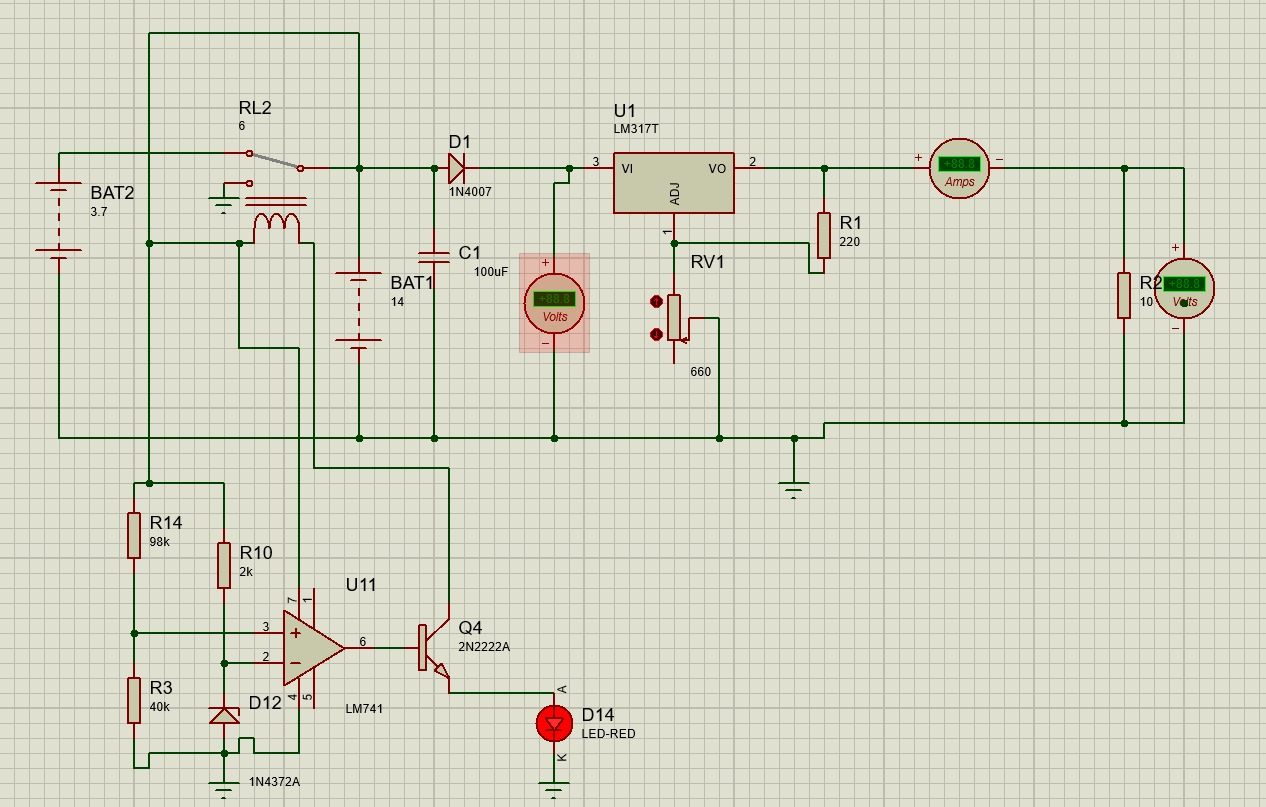 RL2
6
BAT2
3.7
BAT1
14
C1
100uF
D1
1N4007
+
+88.8
Volts
−
U1
LM317T
3
VI
VO
2
ADJ
1
RV1
660
R1
220
+
+88.8
Amps
−
R2
10
+
+88.8
Volts
−
R14
98k
R10
2k
R3
40k
D12
1N4372A
U11
LM741
7
1
3
+
2
−
6
4
5
Q4
2N2222A
A
D14
LED-RED
K